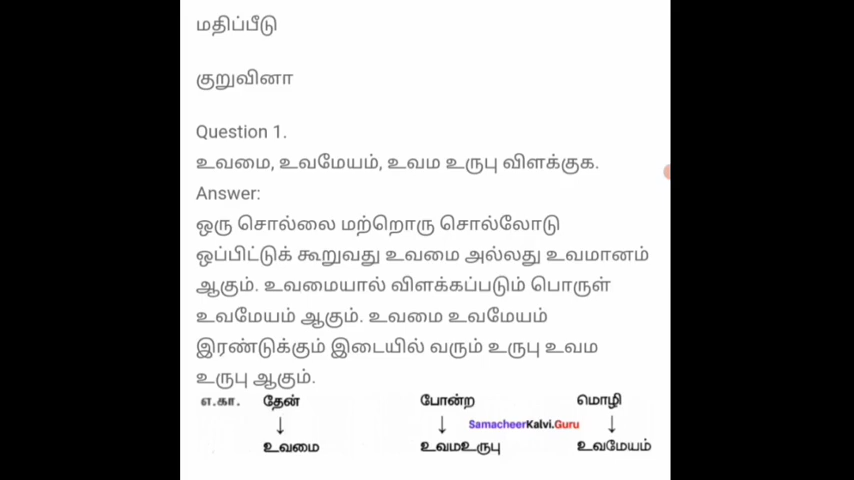 மதிப்பீடு
குறுவினா
Question 1.
உவமை, உவமேயம், உவம உருபு விளக்குக.
Answer:
ஒரு சொல்லை மற்றொரு சொல்லோடு
ஒப்பிட்டுக் கூறுவது உவமை அல்லது உவமானம்
ஆகும். உவமையால் விளக்கப்படும் பொருள்
உவமேயம் ஆகும். உவமை உவமேயம்
இரண்டுக்கும் இடையில் வரும் உருபு உவம
உருபு ஆகும்.
எ.கா. தேன் போன்ற மொழி
↓ ↓ SamacheerKalvi.Guru ↓
உவமை உவமஉருபு உவமேயம்